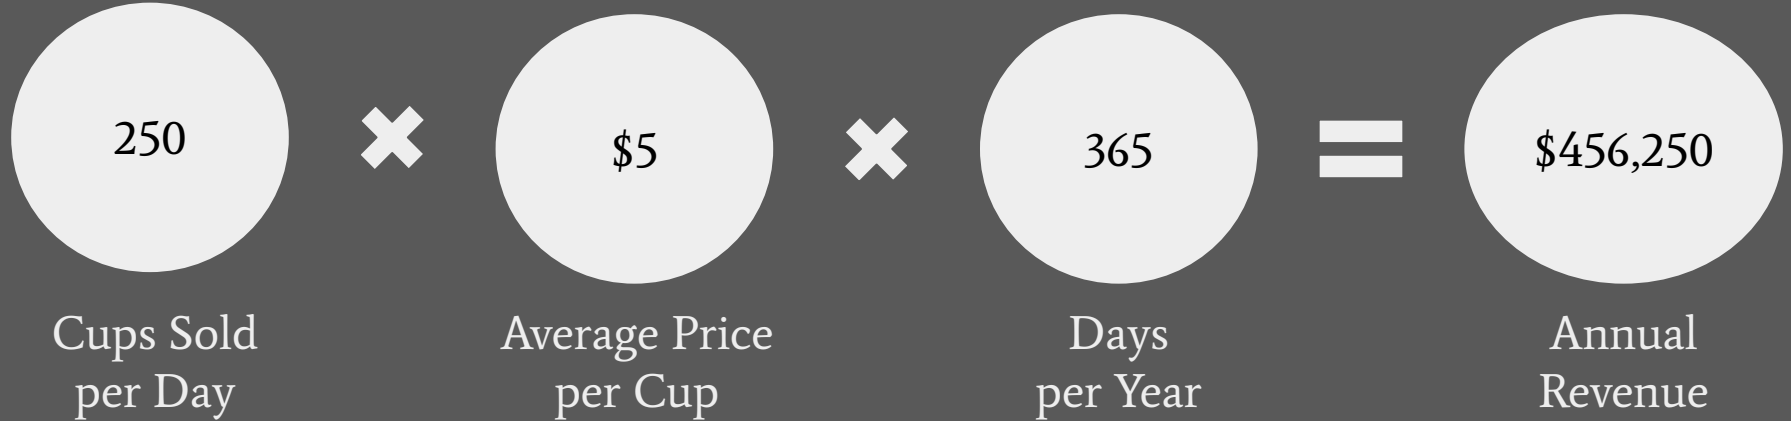 250
$5
365
$456,250
Cups Sold
per Day
Average Price
per Cup
Days
per Year
Annual
Revenue